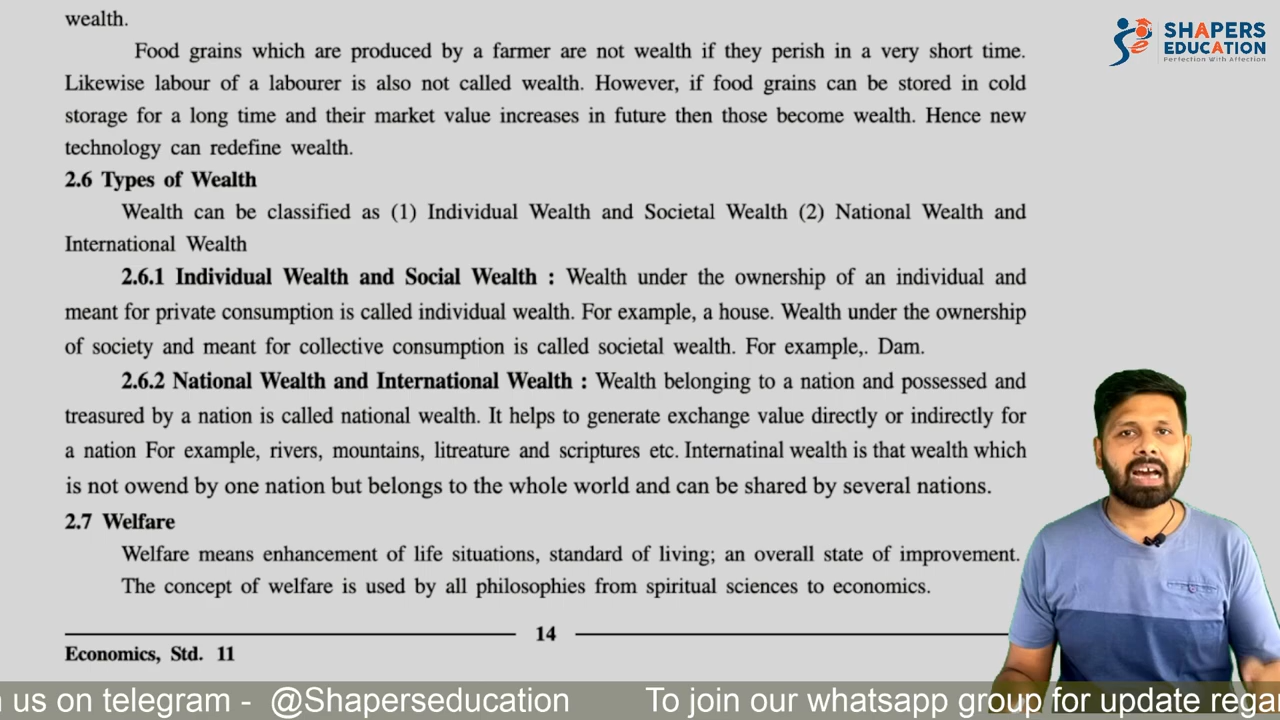 wealth.
SHAPERS
EDUCATION
Perfection With Affection
Food grains which are produced by a farmer are not wealth if they perish in a very short time.
Likewise labour of a labourer is also not called wealth. However, if food grains can be stored in cold
storage for a long time and their market value increases in future then those become wealth. Hence new
technology can redefine wealth.
2.6 Types of Wealth
Wealth can be classified as (1) Individual Wealth and Societal Wealth (2) National Wealth and
International Wealth
2.6.1 Individual Wealth and Social Wealth : Wealth under the ownership of an individual and
meant for private consumption is called individual wealth. For example, a house. Wealth under the ownership
of society and meant for collective consumption is called societal wealth. For example,. Dam.
2.6.2 National Wealth and International Wealth : Wealth belonging to a nation and possessed and
treasured by a nation is called national wealth. It helps to generate exchange value directly or indirectly for
a nation For example, rivers, mountains, litreature and scriptures etc. Internatinal wealth is that wealth which
is not owend by one nation but belongs to the whole world and can be shared by several nations.
2.7 Welfare
Welfare means enhancement of life situations, standard of living; an overall state of improvement.
The concept of welfare is used by all philosophies from spiritual sciences to economics.
14
Economics, Std. 11
us on telegram - @Shaperseducation To join our whatsapp group for update rega